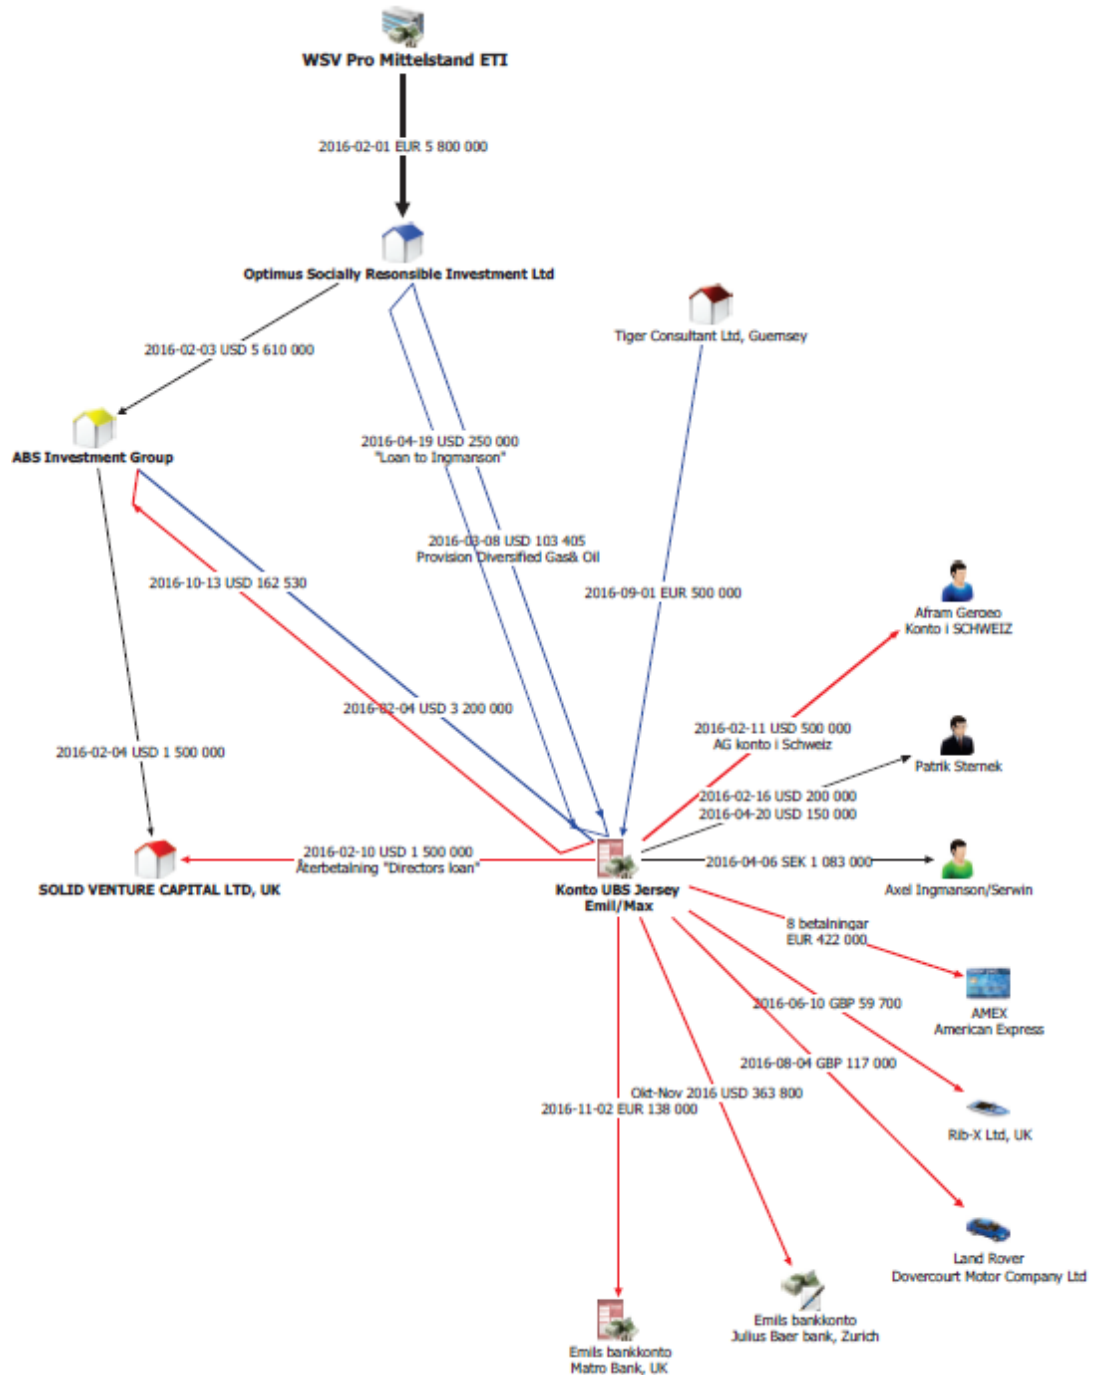 WSV Pro Mittelstand ETI
2016-02-01 EUR 5 800 000
Optimus Socially Resonsible Investment Ltd
Tiger Consultant Ltd, Guernsey
2016-02-03 USD 5 610 000
ABS Investment Group
2016-04-19 USD 250 000
"Loan to Ingmanson"
2016-03-08 USD 103 405
Provision Diversified Gas& Oil
2016-10-13 USD 162 530
2016-09-01 EUR 500 000
Afram Geroeo
Konto i SCHWEIZ
2016-02-04 USD 3 200 000
2016-02-11 USD 500 000
AG konto i Schweiz
2016-02-04 USD 1 500 000
Patrik Sternek
2016-02-16 USD 200 000
2016-04-20 USD 150 000
2016-02-10 USD 1 500 000
Återbetalning "Directors loan"
2016-04-06 SEK 1 083 000
SOLID VENTURE CAPITAL LTD, UK
Konto UBS Jersey
Emil/Max
Axel Ingmanson/Serwin
8 betalningar
EUR 422 000
AMEX
American Express
2016-06-10 GBP 59 700
2016-08-04 GBP 117 000
Okt-Nov 2016 USD 363 800
2016-11-02 EUR 138 000
Rib-X Ltd, UK
Land Rover
Dovercourt Motor Company Ltd
Emils bankkonto
Julius Baer bank, Zurich
Emils bankkonto
Matro Bank, UK